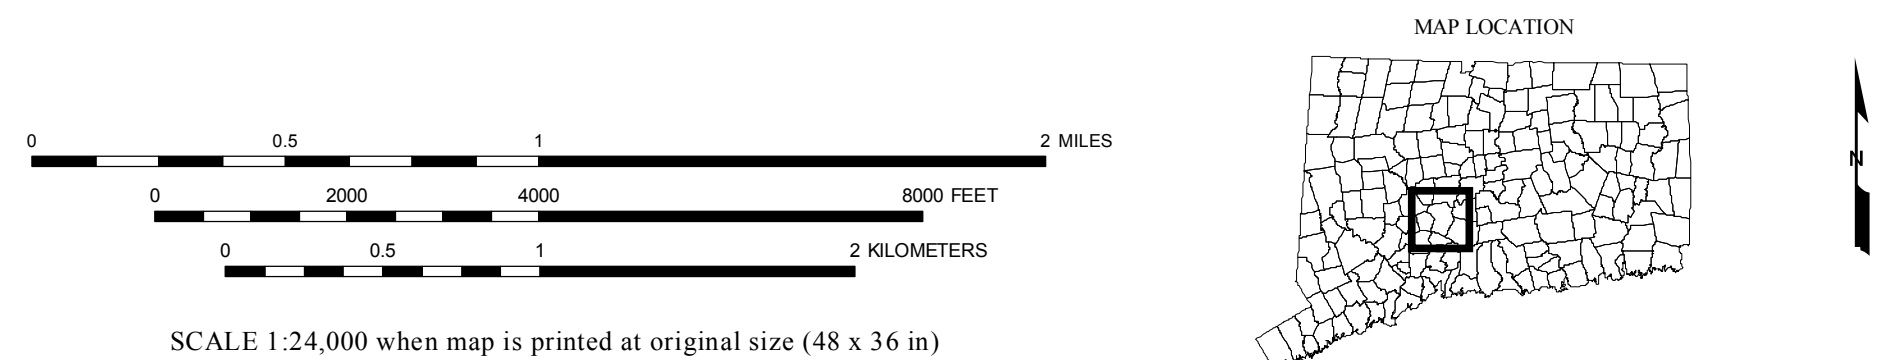 MAP LOCATION
0 0.5 1 2 MILES
0 2000 4000 8000 FEET
0 0.5 1 2 KILOMETERS
N
SCALE 1:24,000 when map is printed at original size (48 x 36 in)